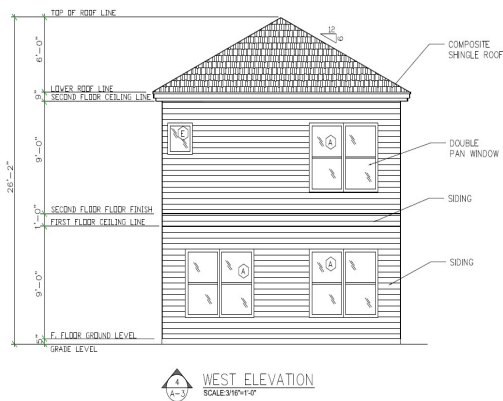 TOP OF ROOF LINE
12
6
6'-0"
COMPOSITE
SHINGLE ROOF
LOWER ROOF LINE
9"
SECOND FLOOR CEILING LINE
E
A
9'-0"
DOUBLE
PAN WINDOW
26'-2"
SIDING
SECOND FLOOR FLOOR FINISH
1'-0"
FIRST FLOOR CEILING LINE
A
A
SIDING
9'-0"
F. FLOOR GROUND LEVEL
5"
GRADE LEVEL
4
A-3
WEST ELEVATION
SCALE:3/16"=1'-0"